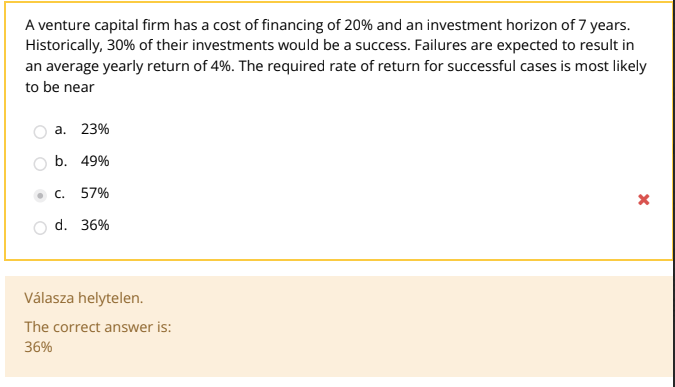 A venture capital firm has a cost of financing of 20% and an investment horizon of 7 years.
Historically, 30% of their investments would be a success. Failures are expected to result in
an average yearly return of 4%. The required rate of return for successful cases is most likely
to be near
a. 23%
b. 49%
c. 57%
d. 36%
Válasza helytelen.
The correct answer is:
36%